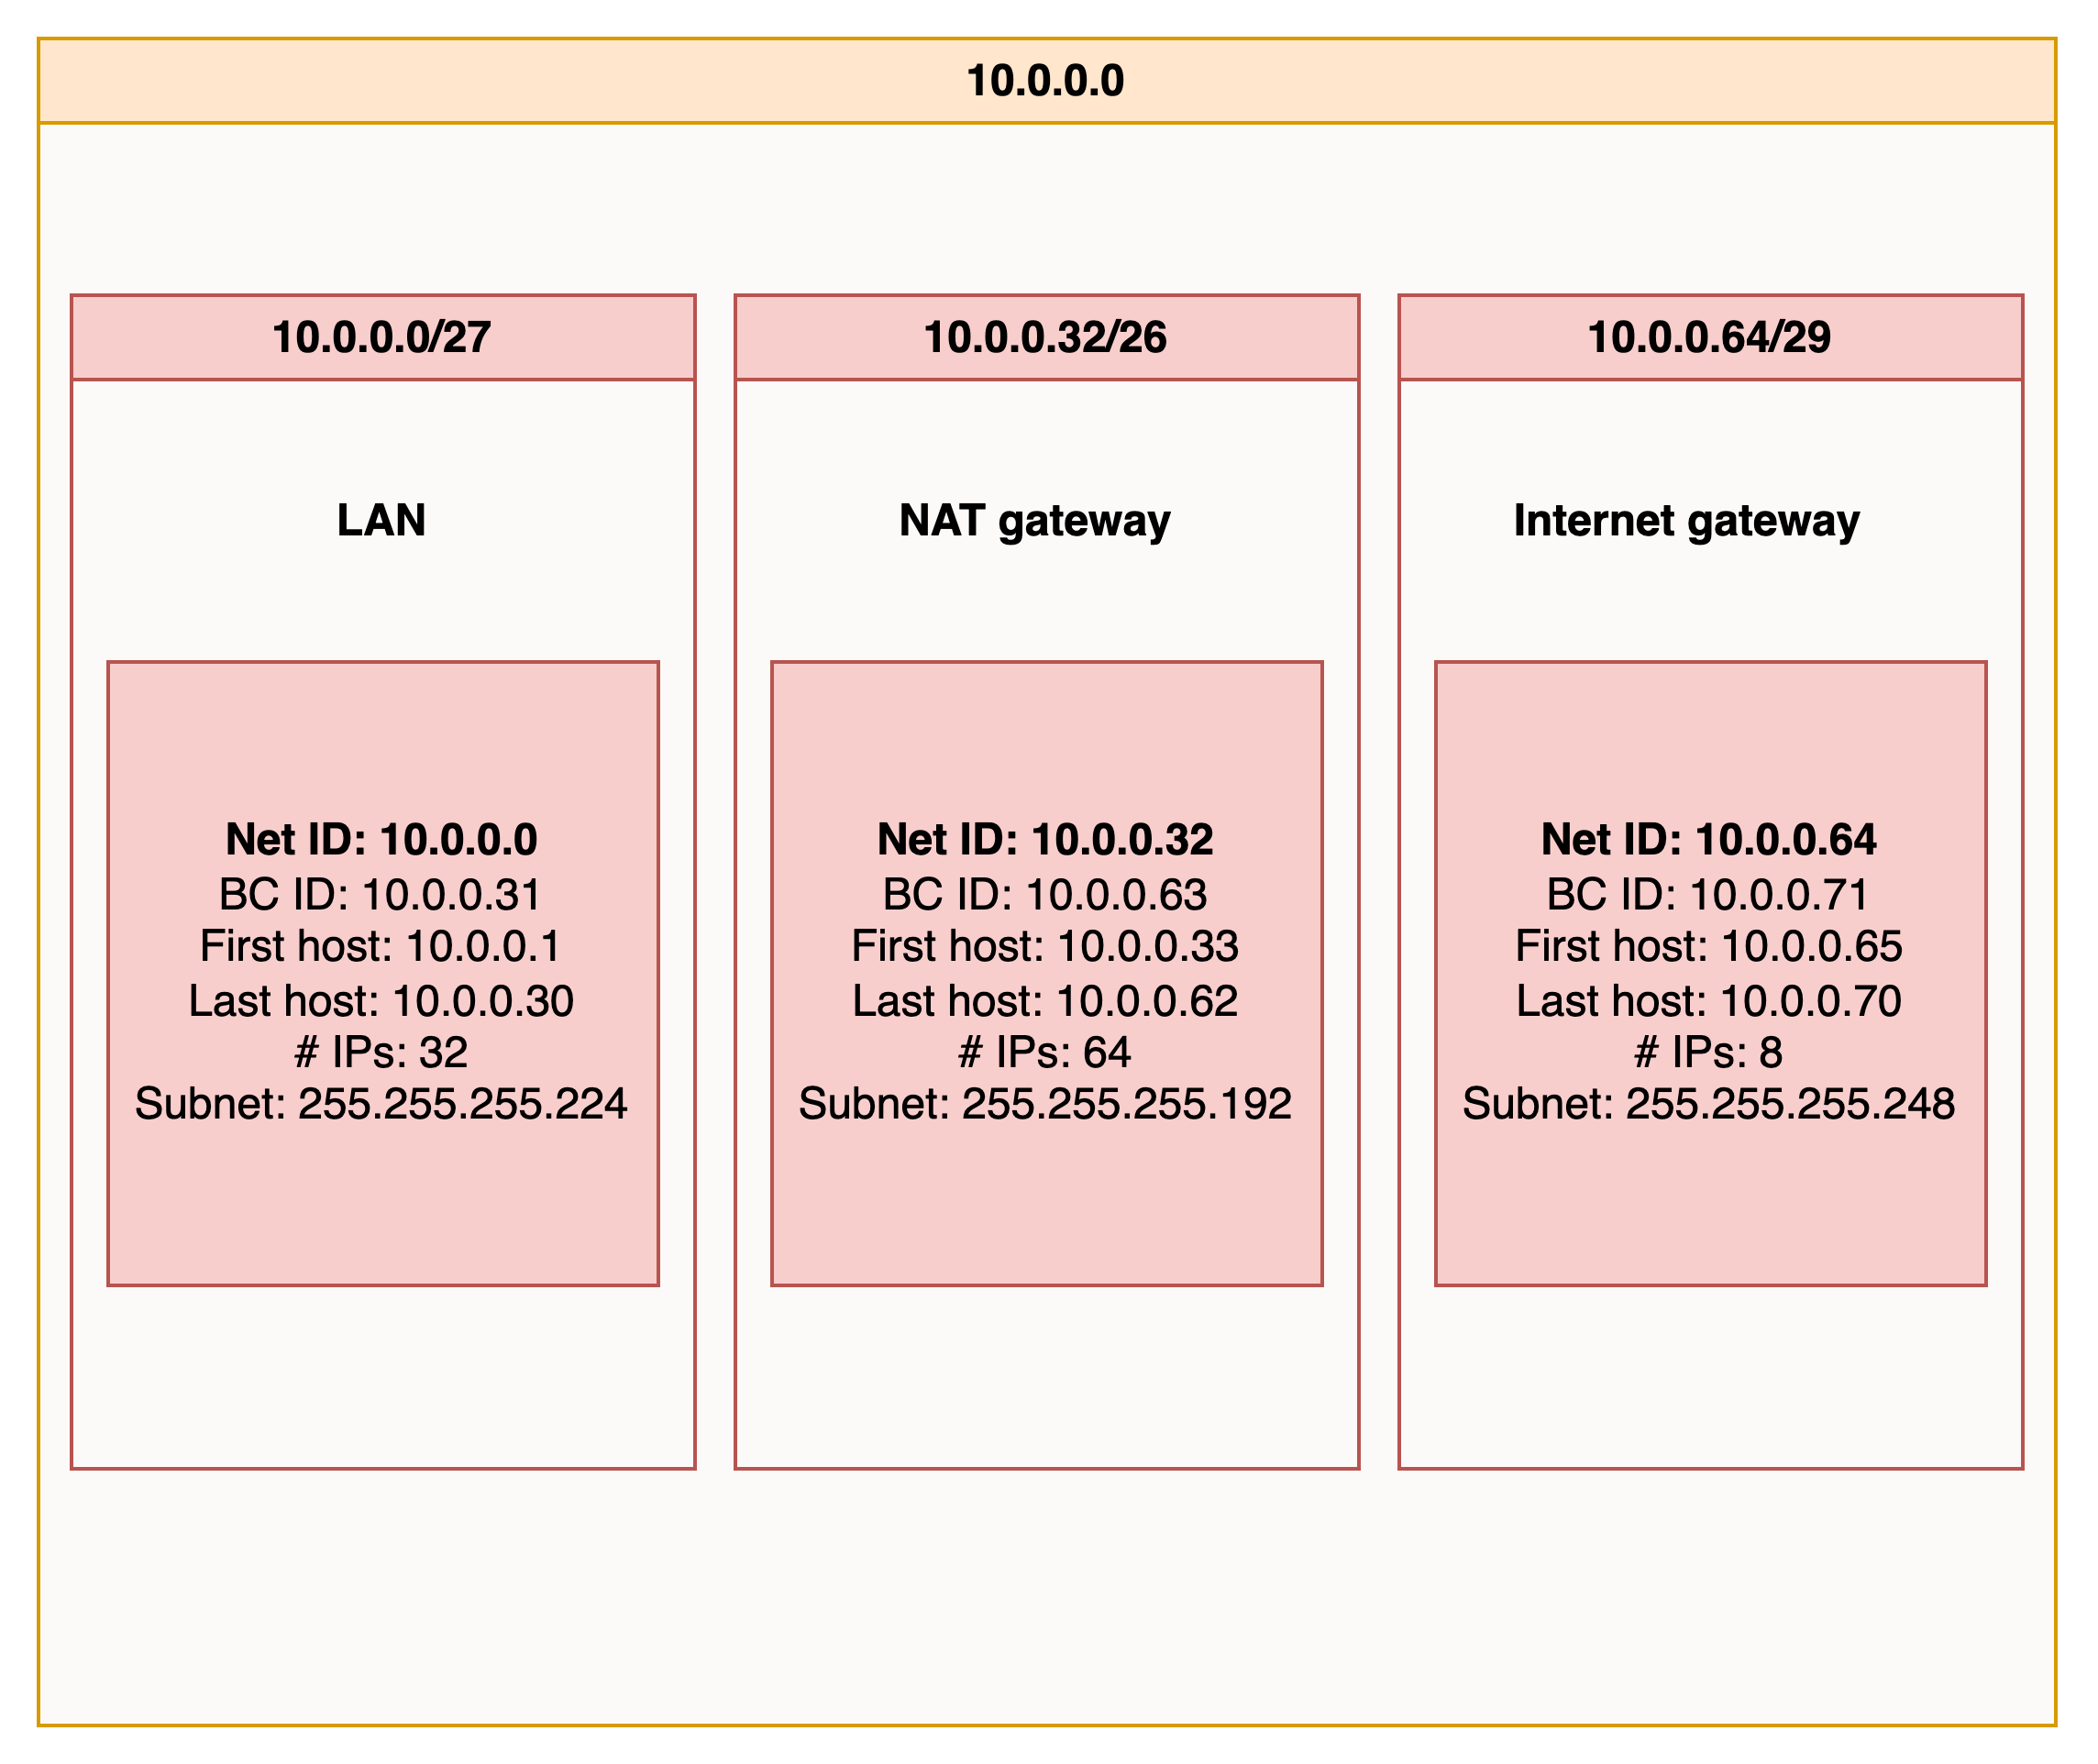 10.0.0.0
10.0.0.0/27
LAN
Net ID: 10.0.0.0
BC ID: 10.0.0.31
First host: 10.0.0.1
Last host: 10.0.0.30
# IPs: 32
Subnet: 255.255.255.224
10.0.0.32/26
NAT gateway
Net ID: 10.0.0.32
BC ID: 10.0.0.63
First host: 10.0.0.33
Last host: 10.0.0.62
# IPs: 64
Subnet: 255.255.255.192
10.0.0.64/29
Internet gateway
Net ID: 10.0.0.64
BC ID: 10.0.0.71
First host: 10.0.0.65
Last host: 10.0.0.70
# IPs: 8
Subnet: 255.255.255.248